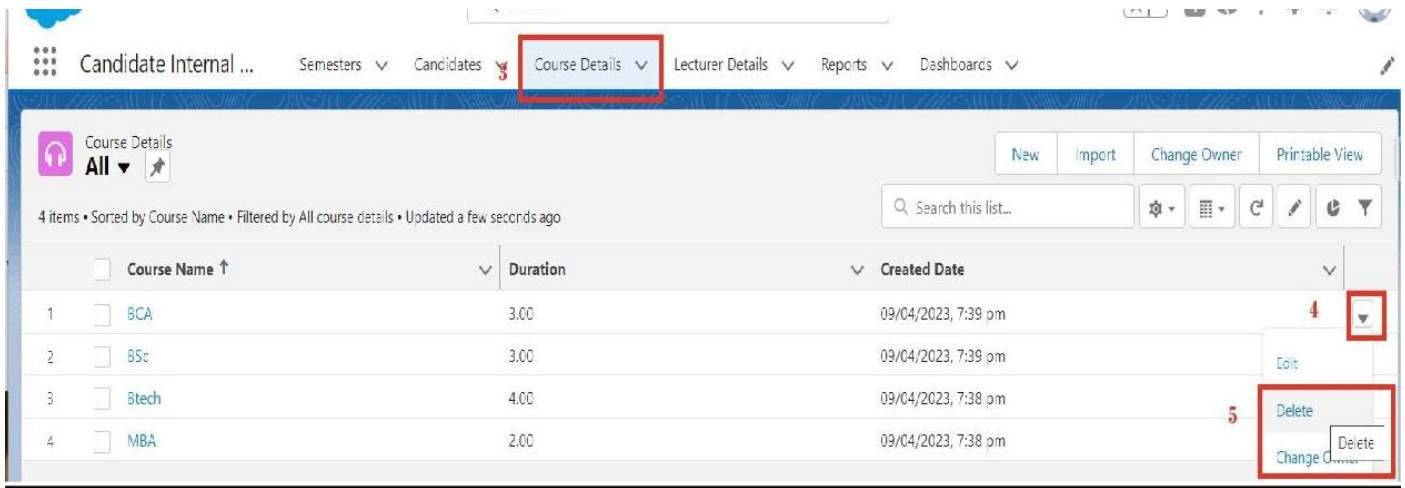 Candidate Internal ... Semesters Candidates 3 Course Details Lecturer Details Reports Dashboards
Course Details
All
New Import Change Owner Printable View
4 items • Sorted by Course Name • Filtered by All course details • Updated a few seconds ago
Search this list...
Course Name ↑ Duration Created Date
1 BCA 3.00 09/04/2023, 7:39 pm 4
2 BSc 3.00 09/04/2023, 7:39 pm
Edit
3 Btech 4.00 09/04/2023, 7:38 pm 5 Delete
4 MBA 2.00 09/04/2023, 7:38 pm
Delete
Change